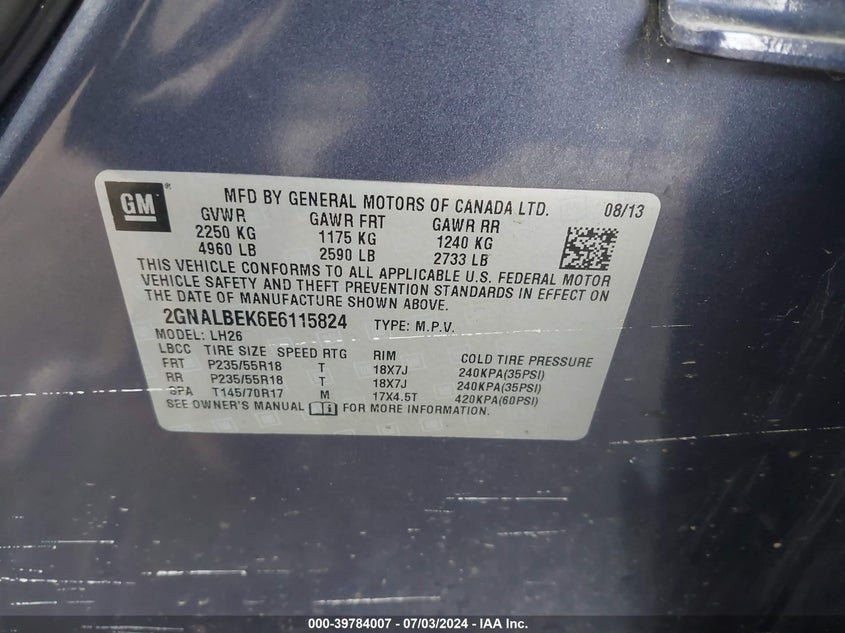 GM
®
MFD BY GENERAL MOTORS OF CANADA LTD. 08/13
GVWR GAWR FRT GAWR RR
2250 KG 1175 KG 1240 KG
4960 LB 2590 LB 2733 LB
THIS VEHICLE CONFORMS TO ALL APPLICABLE U.S. FEDERAL MOTOR
VEHICLE SAFETY AND THEFT PREVENTION STANDARDS IN EFFECT ON
THE DATE OF MANUFACTURE SHOWN ABOVE.
2GNALBEK6E6115824 TYPE: M.P.V.
MODEL: LH26
LBCC TIRE SIZE SPEED RTG RIM COLD TIRE PRESSURE
FRT P235/55R18 T 18X7J 240KPA(35PSI)
RR P235/55R18 T 18X7J 240KPA(35PSI)
SPA T145/70R17 M 17X4.5T 420KPA(60PSI)
SEE OWNER'S MANUAL FOR MORE INFORMATION.
000-39784007 - 07/03/2024 - IAA Inc.